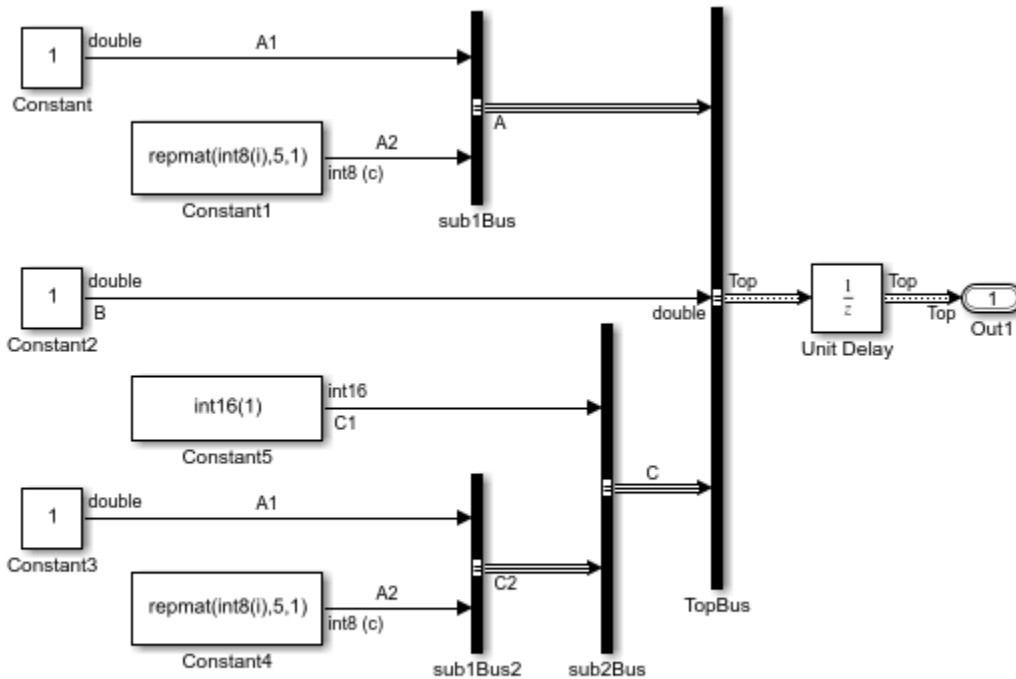 1
double
A1
Constant
repmat(int8(i),5,1)
A2
int8 (c)
Constant1
A
sub1Bus
1
double
B
Constant2
double
Top
1
z
Unit Delay
Top
Top
1
Out1
int16(1)
int16
C1
Constant5
C
1
double
A1
Constant3
repmat(int8(i),5,1)
A2
int8 (c)
Constant4
C2
sub1Bus2
sub2Bus
TopBus